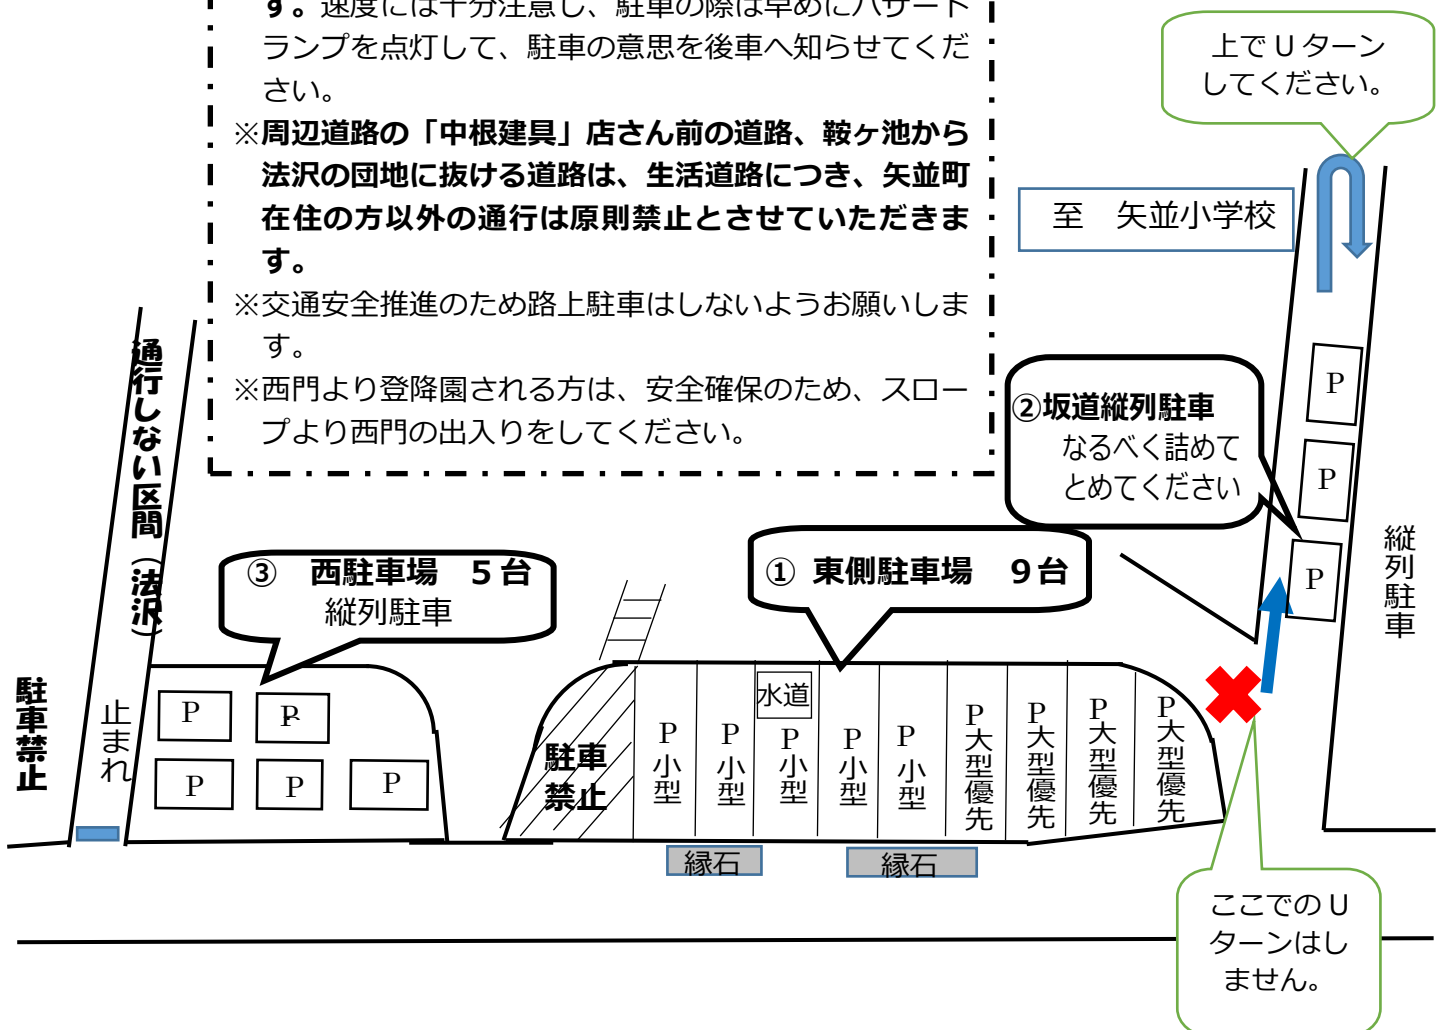 す。速度には十分注意し、駐車の際は早めにハザード
ランプを点灯して、駐車の意思を後車へ知らせてくだ
さい。
※周辺道路の「中根建具」店さん前の道路、鞍ヶ池から
法沢の団地に抜ける道路は、生活道路につき、矢並町
在住の方以外の通行は原則禁止とさせていただきま
す。
※交通安全推進のため路上駐車はしないようお願いしま
す。
※西門より登降園される方は、安全確保のため、スロー
プより西門の出入りをしてください。
上でUターン
してください。
至　矢並小学校
②坂道縦列駐車
なるべく詰めて
とめてください
P
P
P
縦列駐車
通行しない区間（法沢）
駐車禁止
止まれ
③　西駐車場　５台
縦列駐車
P
P
P
P
P
① 東側駐車場　９台
駐車
禁止
水道
P小型
P小型
P小型
P小型
P小型
P大型優先
P大型優先
P大型優先
P大型優先
縁石
縁石
ここでのU
ターンはし
ません。